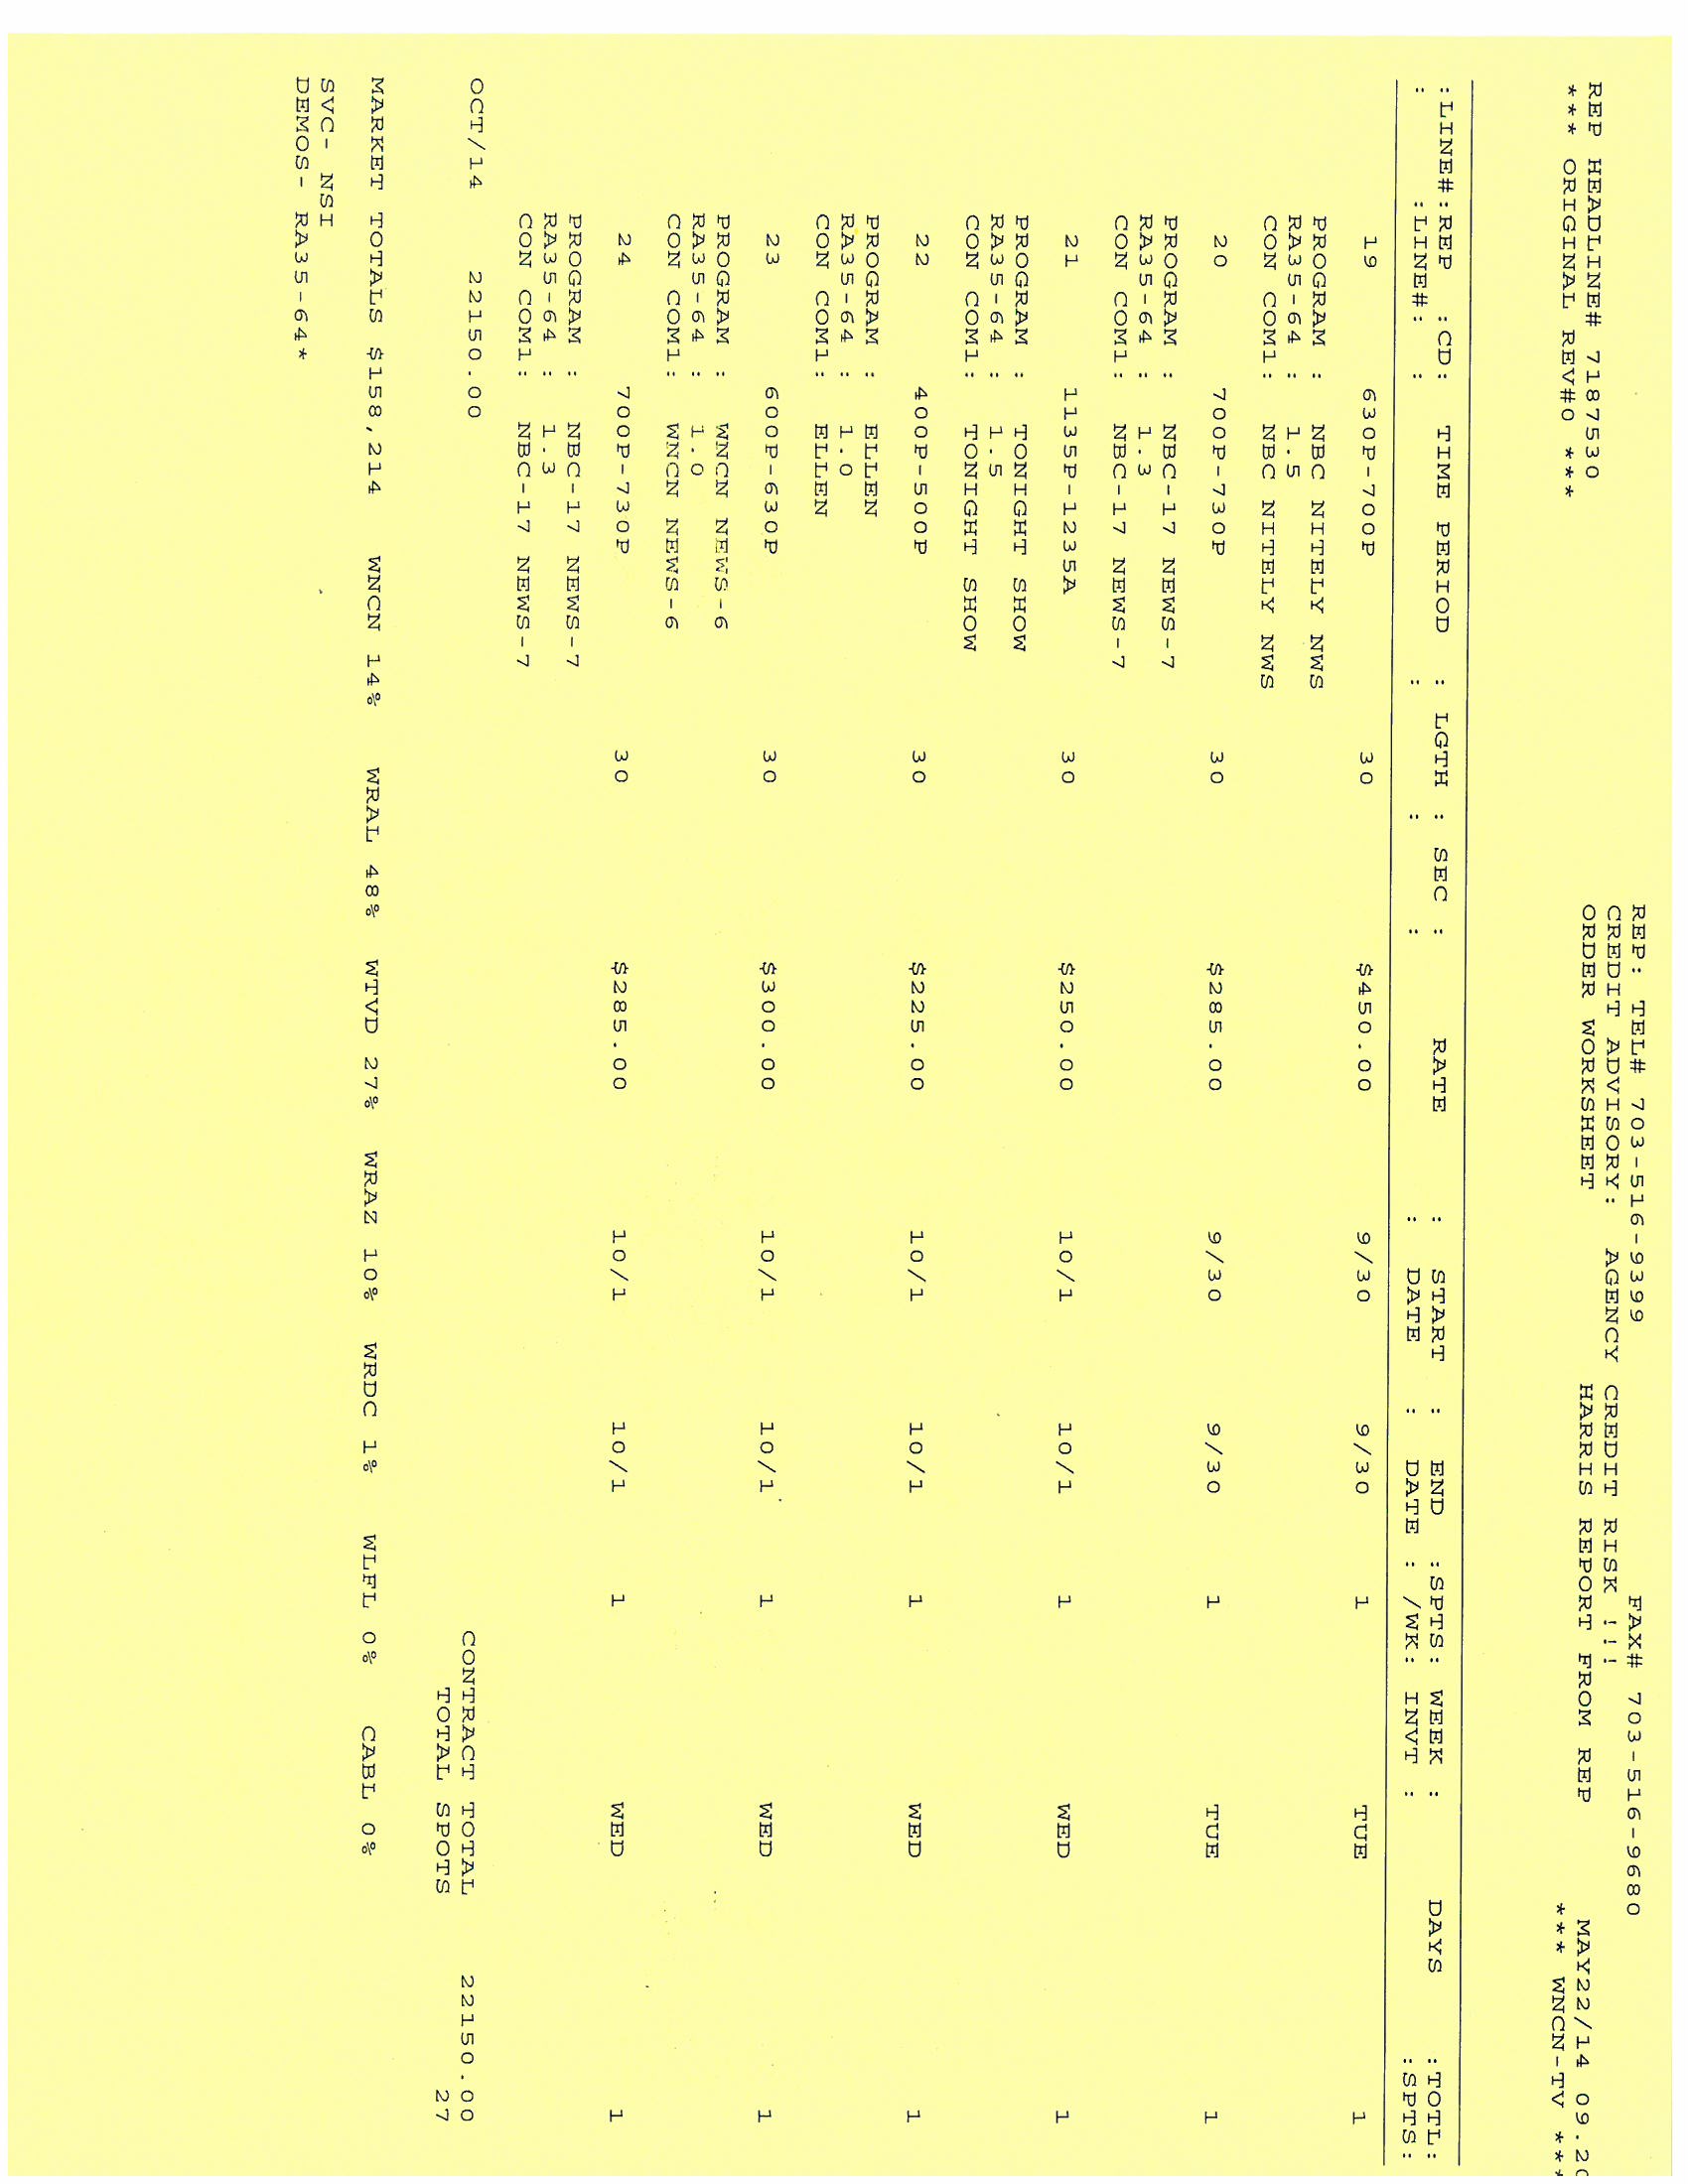 REP: TEL# 703-516-9399 FAX# 703-516-9680
REP HEADLINE# 7187530 CREDIT ADVISORY: AGENCY CREDIT RISK !!!
*** ORIGINAL REV#0 *** ORDER WORKSHEET HARRIS REPORT FROM REP MAY22/14 09.20
*** WNCN-TV ***
:LINE#:REP :CD: TIME PERIOD : LGTH : SEC : RATE : START : END :SPTS: WEEK : DAYS :TOTL:
: :LINE#: : : : : : DATE : DATE : /WK: INVT : :SPTS:
19 630P-700P 30 $450.00 9/30 9/30 1 TUE 1
PROGRAM : NBC NITELY NWS
RA35-64 : 1.5
CON COM1: NBC NITELY NWS
20 700P-730P 30 $285.00 9/30 9/30 1 TUE 1
PROGRAM : NBC-17 NEWS-7
RA35-64 : 1.3
CON COM1: NBC-17 NEWS-7
21 1135P-1235A 30 $250.00 10/1 10/1 1 WED 1
PROGRAM : TONIGHT SHOW
RA35-64 : 1.5
CON COM1: TONIGHT SHOW
22 400P-500P 30 $225.00 10/1 10/1 1 WED 1
PROGRAM : ELLEN
RA35-64 : 1.0
CON COM1: ELLEN
23 600P-630P 30 $300.00 10/1 10/1 1 WED 1
PROGRAM : WNCN NEWS-6
RA35-64 : 1.0
CON COM1: WNCN NEWS-6
24 700P-730P 30 $285.00 10/1 10/1 1 WED 1
PROGRAM : NBC-17 NEWS-7
RA35-64 : 1.3
CON COM1: NBC-17 NEWS-7
OCT/14 22150.00 CONTRACT TOTAL 22150.00
TOTAL SPOTS 27
MARKET TOTALS $158,214 WNCN 14% WRAL 48% WTVD 27% WRAZ 10% WRDC 1% WLFL 0% CABL 0%
SVC- NSI
DEMOS- RA35-64*